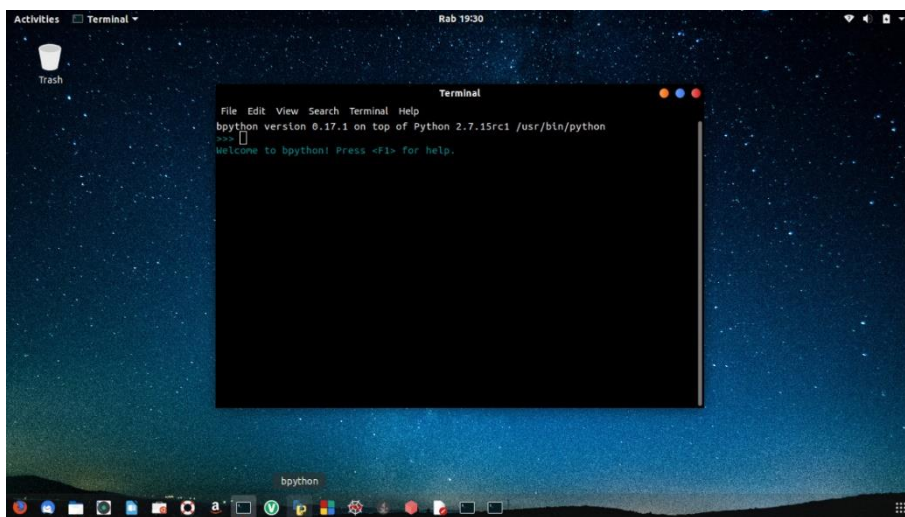 Activities Terminal Rab 19:30
Trash
Terminal
File Edit View Search Terminal Help
bpython version 0.17.1 on top of Python 2.7.15rc1 /usr/bin/python
>>>
Welcome to bpython! Press <F1> for help.
bpython